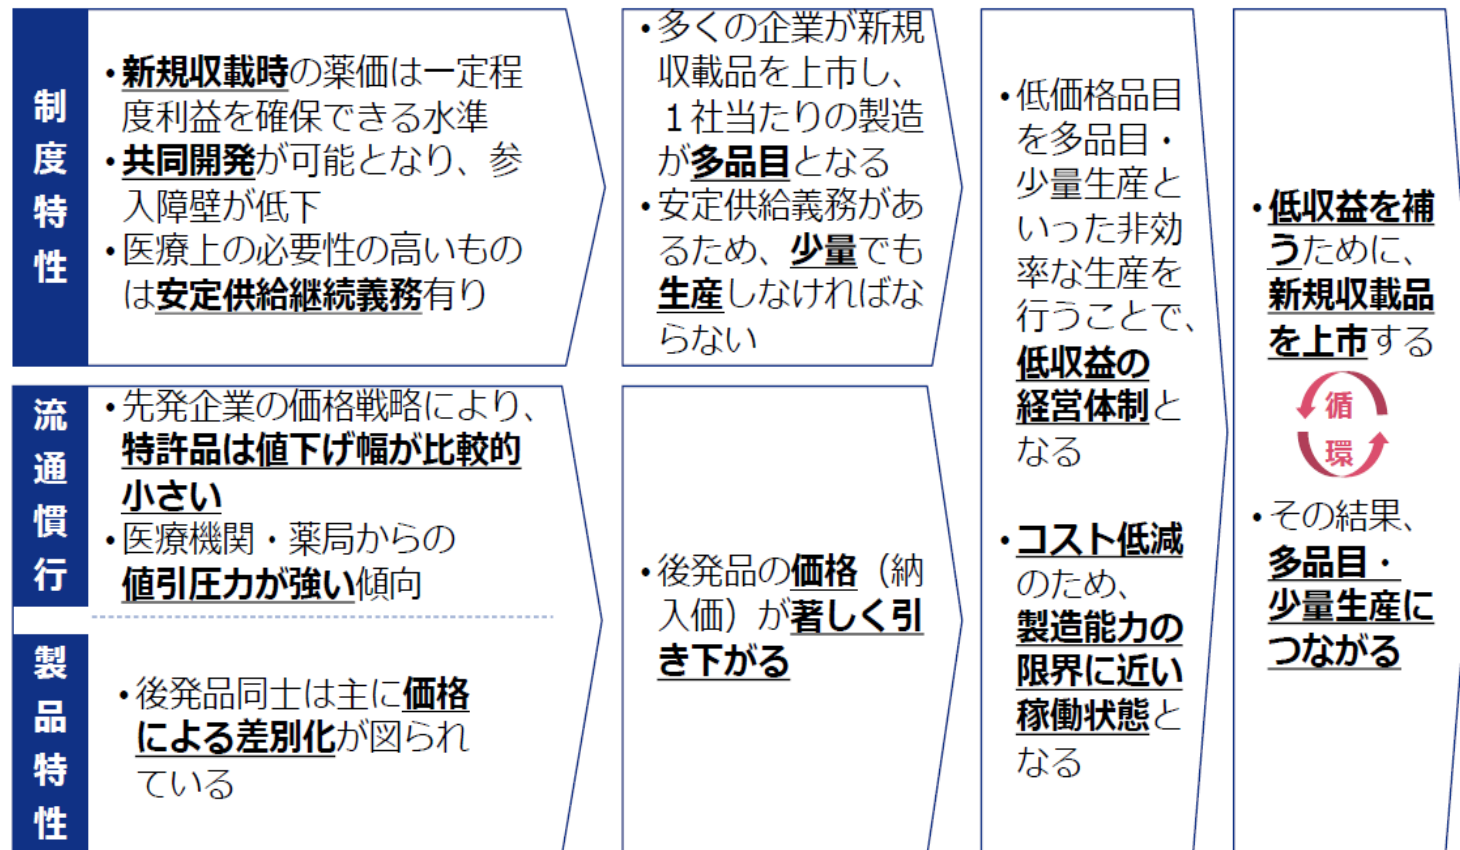 制度特性
・新規収載時の薬価は一定程
度利益を確保できる水準
・共同開発が可能となり、参
入障壁が低下
・医療上の必要性の高いもの
は安定供給継続義務有り
・多くの企業が新規
収載品を上市し、
１社当たりの製造
が多品目となる
・安定供給義務があ
るため、少量でも
生産しなければな
らない
流通慣行
・先発企業の価格戦略により、
特許品は値下げ幅が比較的
小さい
・医療機関・薬局からの
値引圧力が強い傾向
製品特性
・後発品同士は主に価格
による差別化が図られ
ている
・後発品の価格（納
入価）が著しく引
き下がる
・低価格品目
を多品目・
少量生産と
いった非効
率な生産を
行うことで、
低収益の
経営体制と
なる
・コスト低減
のため、
製造能力の
限界に近い
稼働状態と
なる
・低収益を補
うために、
新規収載品
を上市する
循
環
・その結果、
多品目・
少量生産に
つながる